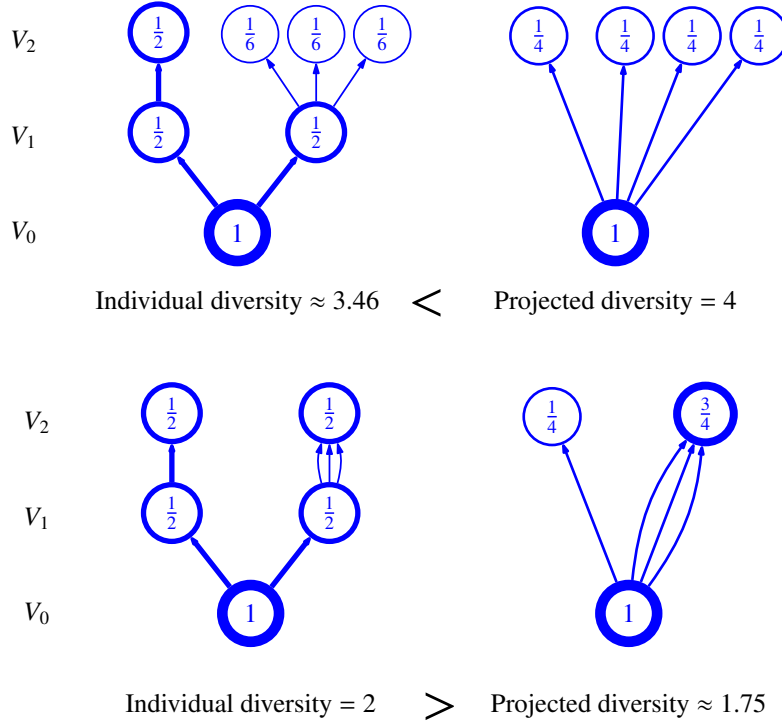 V₂ 1/2 1/6 1/6 1/6 1/4 1/4 1/4 1/4
V₁ 1/2 1/2
V₀ 1 1
Individual diversity ≈ 3.46 < Projected diversity = 4
V₂ 1/2 1/2 1/4 3/4
V₁ 1/2 1/2
V₀ 1 1
Individual diversity = 2 > Projected diversity ≈ 1.75